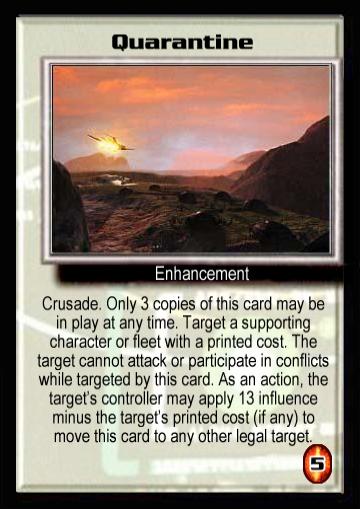 Quarantine
Enhancement
Crusade. Only 3 copies of this card may be
in play at any time. Target a supporting
character or fleet with a printed cost. The
target cannot attack or participate in conflicts
while targeted by this card. As an action, the
target's controller may apply 13 influence
minus the target's printed cost (if any) to
move this card to any other legal target.
5